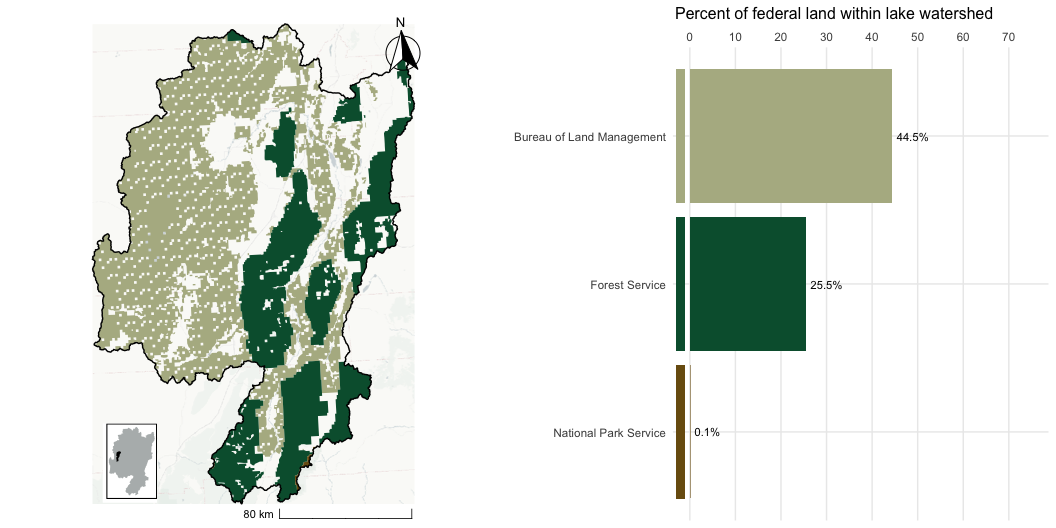 N
80 km
Percent of federal land within lake watershed
0 10 20 30 40 50 60 70
Bureau of Land Management 44.5%
Forest Service 25.5%
National Park Service 0.1%